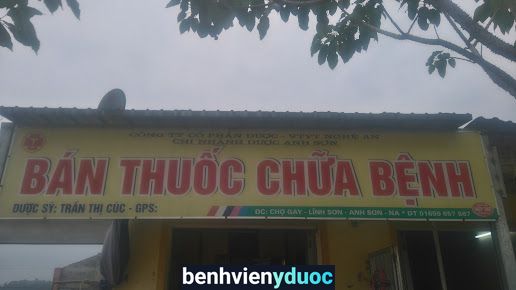 CÔNG TY CỔ PHẦN DƯỢC - VTYT NGHỆ AN
CHI NHÁNH DƯỢC ANH SƠN
BÁN THUỐC CHỮA BỆNH
DƯỢC SỸ: TRẦN THỊ CÚC - GPS:
ĐC: CHỢ GAY - LĨNH SƠN - ANH SƠN - NA * ĐT 01656 657 867
benhvienyduoc